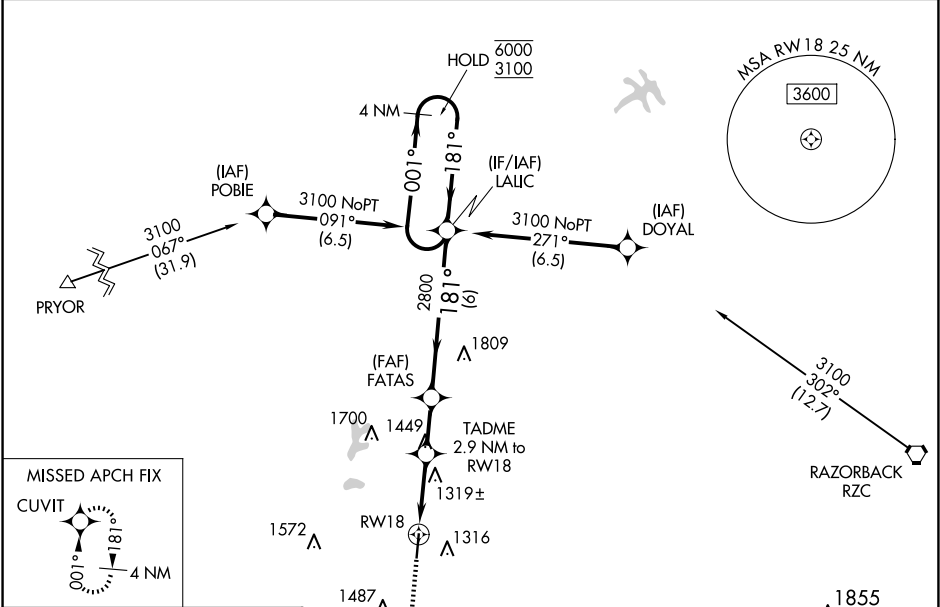 HOLD 6000
3100
4 NM
001°
181°
MSA RW18 25 NM
3600
(IAF)
POBIE
3100 NoPT
091°
(6.5)
(IF/IAF)
LALIC
3100 NoPT
271°
(6.5)
(IAF)
DOYAL
3100
067°
(31.9)
PRYOR
2800
181°
(6)
1809
(FAF)
FATAS
1700
1449
TADME
2.9 NM to
RW18
1319±
3100
302°
(12.7)
RAZORBACK
RZC
MISSED APCH FIX
CUVIT
001°
181°
4 NM
RW18
1572
1316
1487
1855